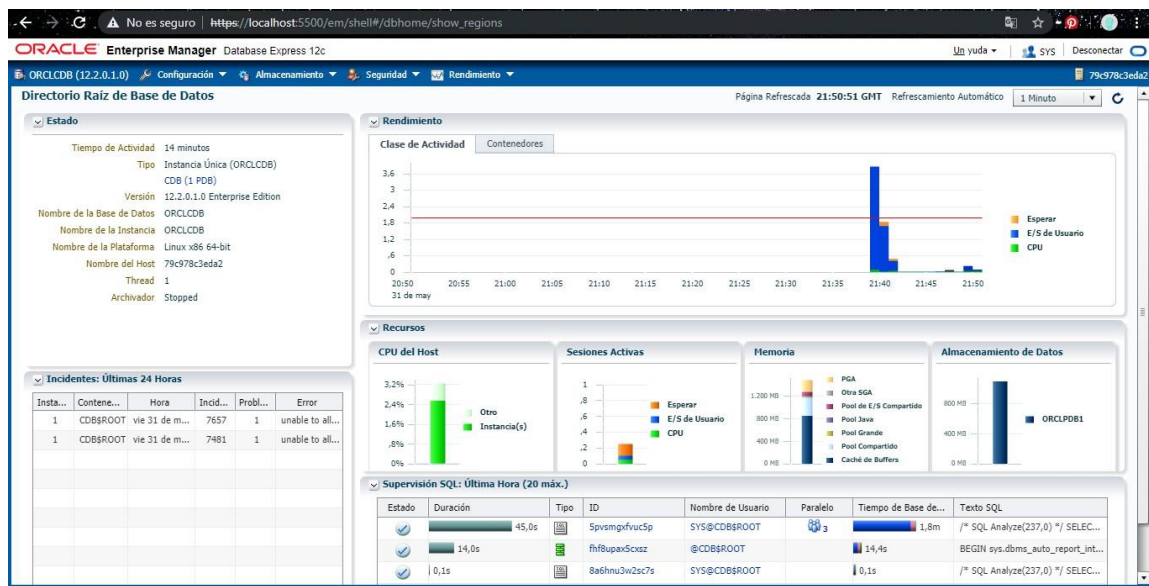 No es seguro | https://localhost:5500/em/shell#/dbhome/show_regions
ORACLE Enterprise Manager Database Express 12c
Un yuda
SYS
Desconectar
ORCLCDB (12.2.0.1.0) Configuración Almacenamiento Seguridad Rendimiento
79c978c3eda2
Directorio Raíz de Base de Datos
Página Refrescada 21:50:51 GMT Refrescamiento Automático 1 Minuto
Estado
Tiempo de Actividad 14 minutos
Tipo Instancia Única (ORCLCDB)
CDB (1 PDB)
Versión 12.2.0.1.0 Enterprise Edition
Nombre de la Base de Datos ORCLCDB
Nombre de la Instancia ORCLCDB
Nombre de la Plataforma Linux x86 64-bit
Nombre del Host 79c978c3eda2
Thread 1
Archivador Stopped
Rendimiento
Clase de Actividad Contenedores
3,6
3
2,4
1,8
1,2
,6
0
20:50 20:55 21:00 21:05 21:10 21:15 21:20 21:25 21:30 21:35 21:40 21:45 21:50
31 de may
Esperar
E/S de Usuario
CPU
Recursos
CPU del Host
3,2%
2,4%
1,6%
,8%
0%
Otro
Instancia(s)
Sesiones Activas
1
,8
,6
,4
,2
0
Esperar
E/S de Usuario
CPU
Memoria
1.200 MB
800 MB
400 MB
0 MB
PGA
Otra SGA
Pool de E/S Compartido
Pool Java
Pool Grande
Pool Compartido
Caché de Buffers
Almacenamiento de Datos
800 MB
400 MB
0 MB
ORCLPDB1
Incidentes: Últimas 24 Horas
Insta... Contene... Hora Incid... Probl... Error
1 CDB$ROOT vie 31 de m... 7657 1 unable to all...
1 CDB$ROOT vie 31 de m... 7481 1 unable to all...
Supervisión SQL: Última Hora (20 máx.)
Estado Duración Tipo ID Nombre de Usuario Paralelo Tiempo de Base de... Texto SQL
45,0s 5pvsmgxfvuc5p SYS@CDB$ROOT 3 1,8m /* SQL Analyze(237,0) */ SELEC...
14,0s fhf8upax5cxsz @CDB$ROOT 14,4s BEGIN sys.dbms_auto_report_int...
0,1s 8a6hnu3w2sc7s SYS@CDB$ROOT 0,1s /* SQL Analyze(237,0) */ SELEC...